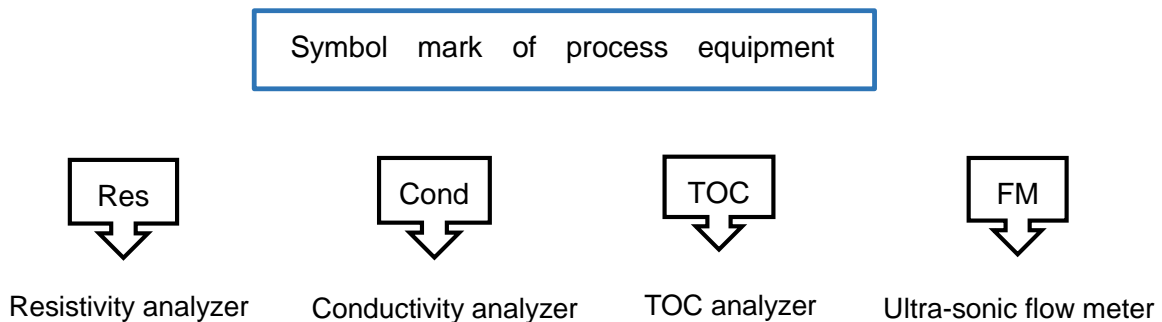 Symbol mark of process equipment
Res Cond TOC FM
Resistivity analyzer Conductivity analyzer TOC analyzer Ultra-sonic flow meter